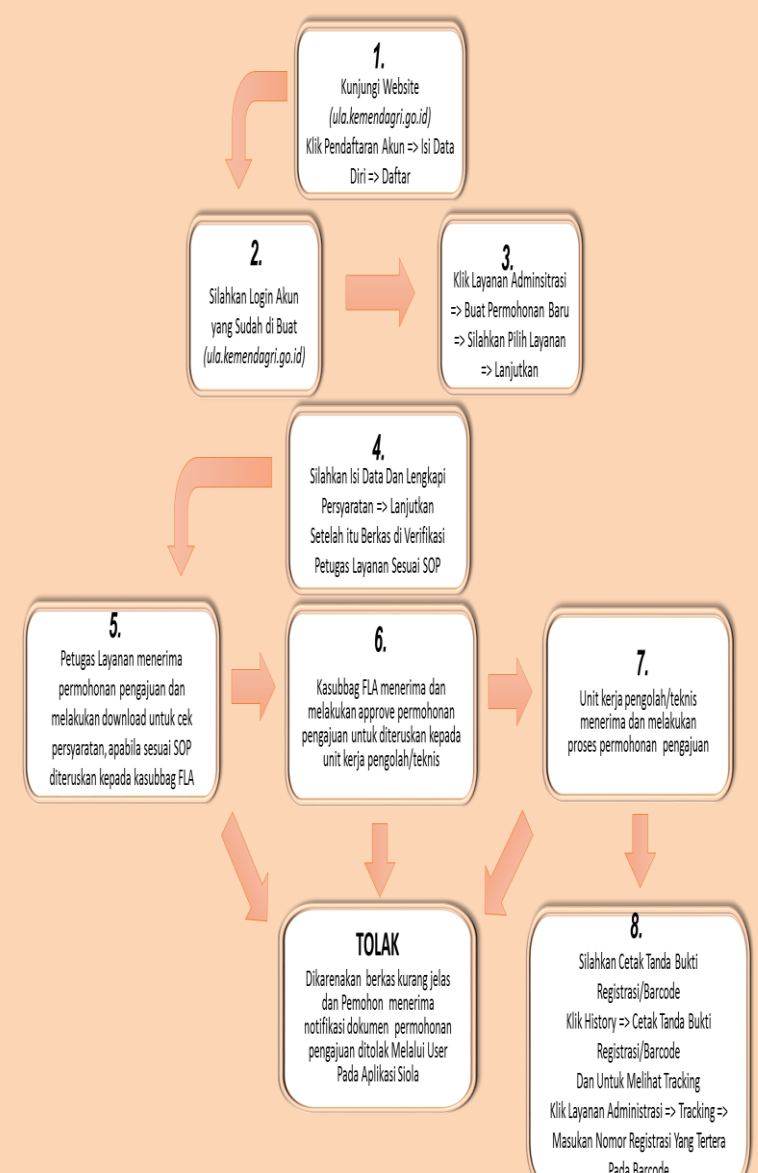 1.
Kunjungi Website
(ula.kemendagri.go.id)
Klik Pendaftaran Akun => Isi Data
Diri => Daftar
2.
Silahkan Login Akun
yang Sudah di Buat
(ula.kemendagri.go.id)
3.
Klik Layanan Adminsitrasi
=> Buat Permohonan Baru
=> Silahkan Pilih Layanan
=> Lanjutkan
4.
Silahkan Isi Data Dan Lengkapi
Persyaratan => Lanjutkan
Setelah itu Berkas di Verifikasi
Petugas Layanan Sesuai SOP
5.
Petugas Layanan menerima
permohonan pengajuan dan
melakukan download untuk cek
persyaratan, apabila sesuai SOP
diteruskan kepada kasubbag FLA
6.
Kasubbag FLA menerima dan
melakukan approve permohonan
pengajuan untuk diteruskan kepada
unit kerja pengolah/teknis
7.
Unit kerja pengolah/teknis
menerima dan melakukan
proses permohonan pengajuan
TOLAK
Dikarenakan berkas kurang jelas
dan Pemohon menerima
notifikasi dokumen permohonan
pengajuan ditolak Melalui User
Pada Aplikasi Siola
8.
Silahkan Cetak Tanda Bukti
Registrasi/Barcode
Klik History => Cetak Tanda Bukti
Registrasi/Barcode
Dan Untuk Melihat Tracking
Klik Layanan Administrasi => Tracking =>
Masukan Nomor Registrasi Yang Tertera
Pada Barcode